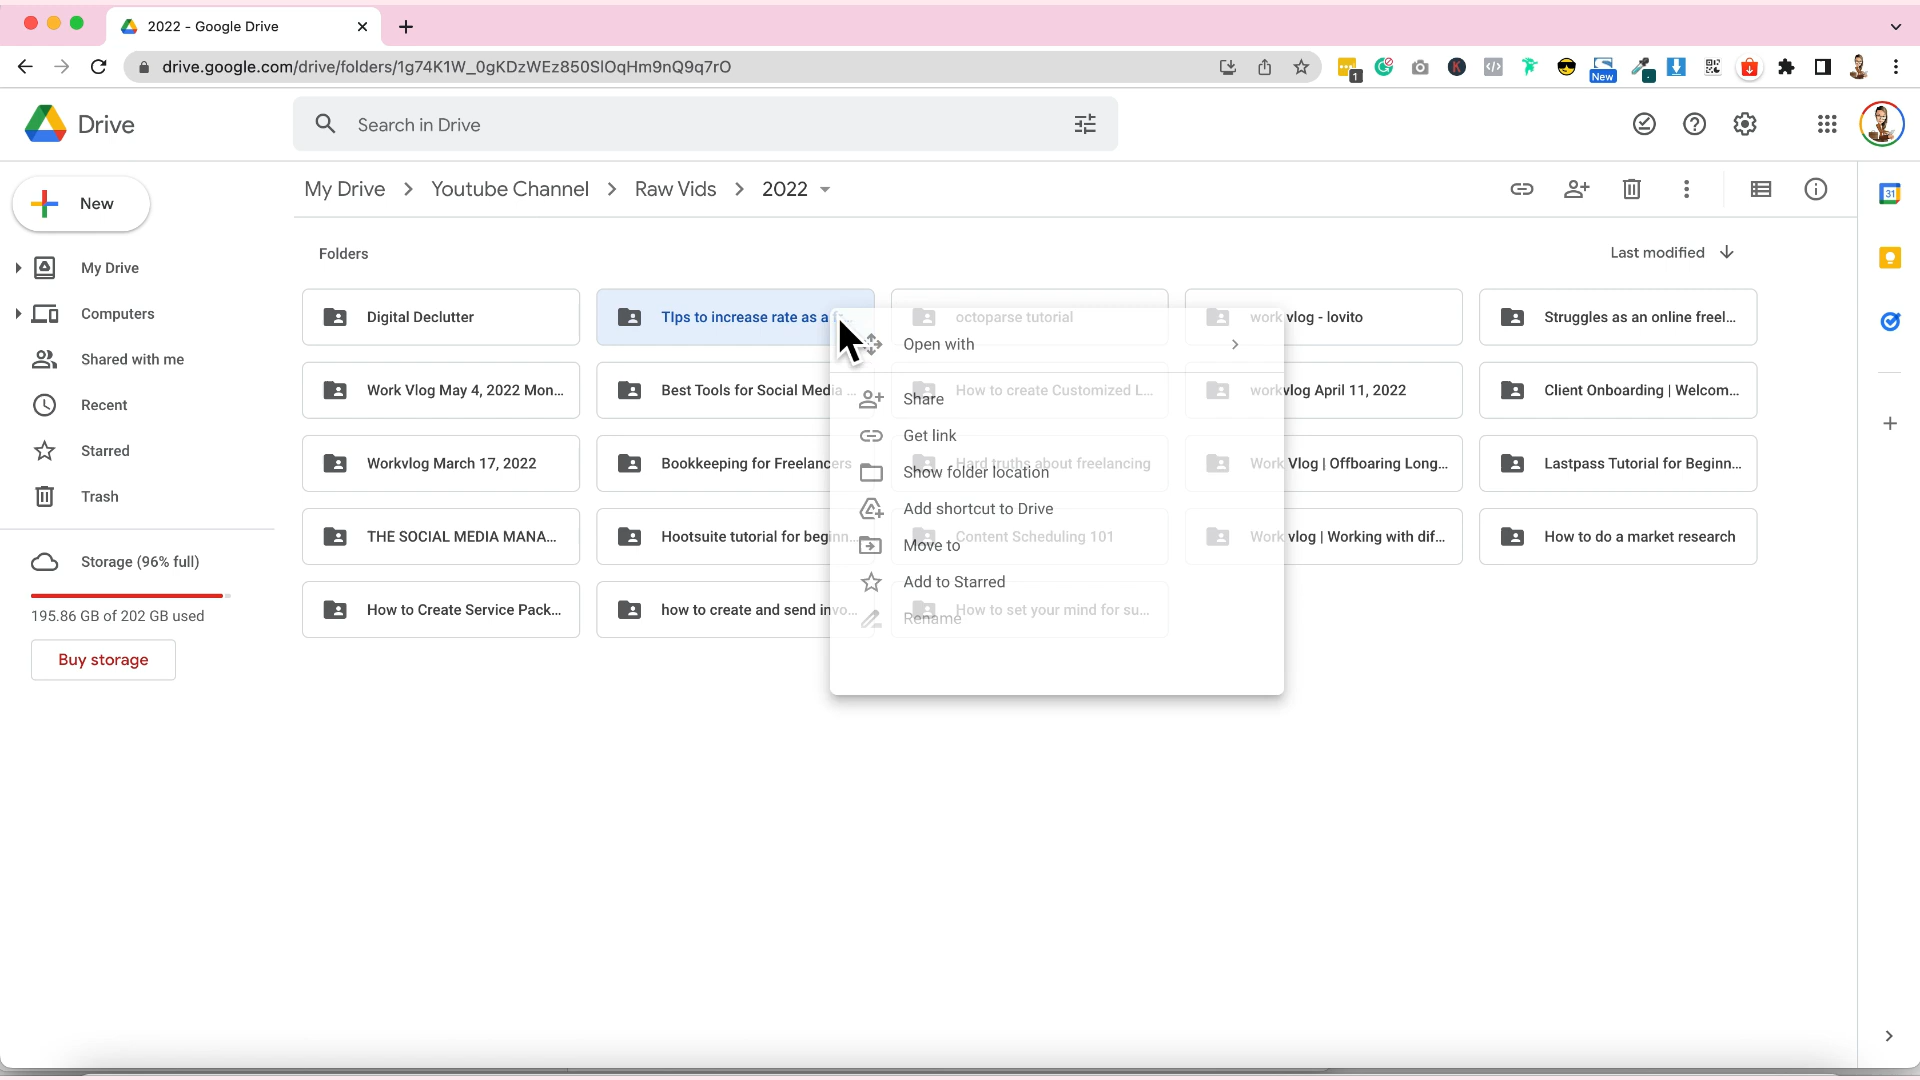 2022 - Google Drive
drive.google.com/drive/folders/1g74K1W_0gKDzWEz850SlOqHm9nQ9q7rO
1
New
Drive
Search in Drive
31
New
My Drive
Youtube Channel
Raw Vids
2022
My Drive
Computers
Shared with me
Recent
Starred
Trash
Storage (96% full)
195.86 GB of 202 GB used
Buy storage
Folders
Last modified
Digital Declutter
TIps to increase rate as a fr...
octoparse tutorial
work vlog - lovito
Struggles as an online freel...
Work Vlog May 4, 2022 Mon...
Best Tools for Social Media ...
How to create Customized L...
workvlog April 11, 2022
Client Onboarding | Welcom...
Workvlog March 17, 2022
Bookkeeping for Freelancers
Hard truths about freelancing
Work Vlog | Offboaring Long...
Lastpass Tutorial for Beginn...
THE SOCIAL MEDIA MANA...
Hootsuite tutorial for beginn...
Content Scheduling 101
Work vlog | Working with dif...
How to do a market research
How to Create Service Pack...
how to create and send invo...
How to set your mind for su...
Open with
Share
Get link
Show folder location
Add shortcut to Drive
Move to
Add to Starred
Rename